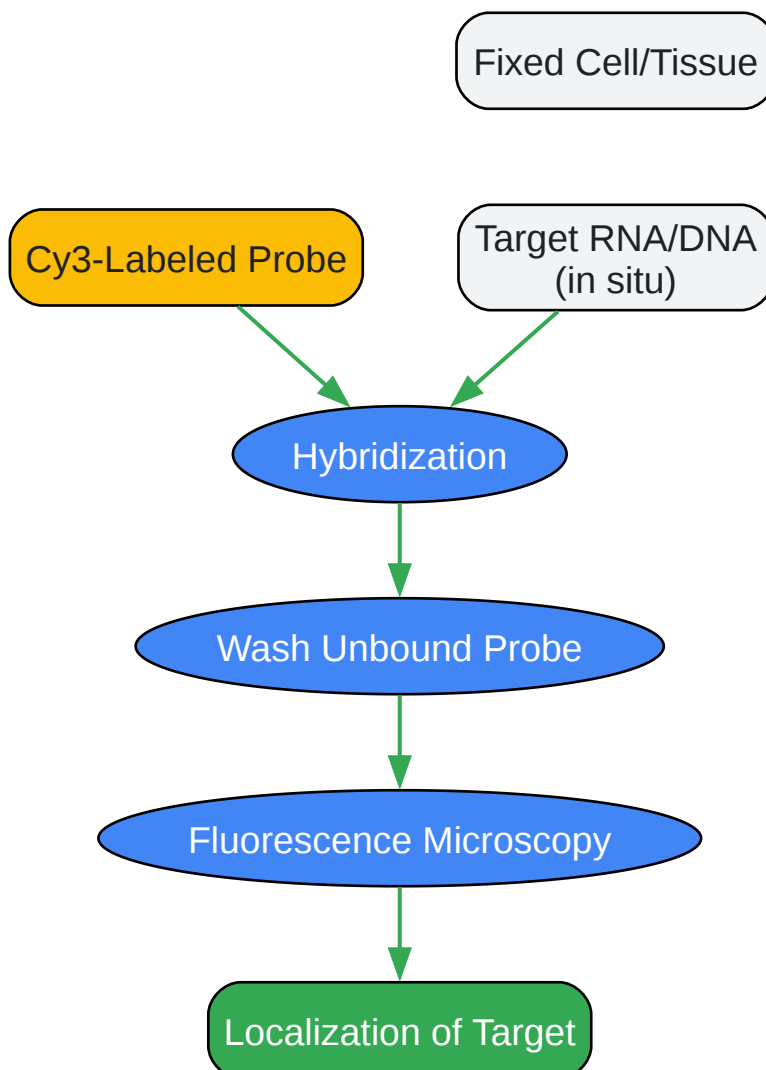 Fixed Cell/Tissue
Cy3-Labeled Probe
Target RNA/DNA
(in situ)
Hybridization
Wash Unbound Probe
Fluorescence Microscopy
Localization of Target